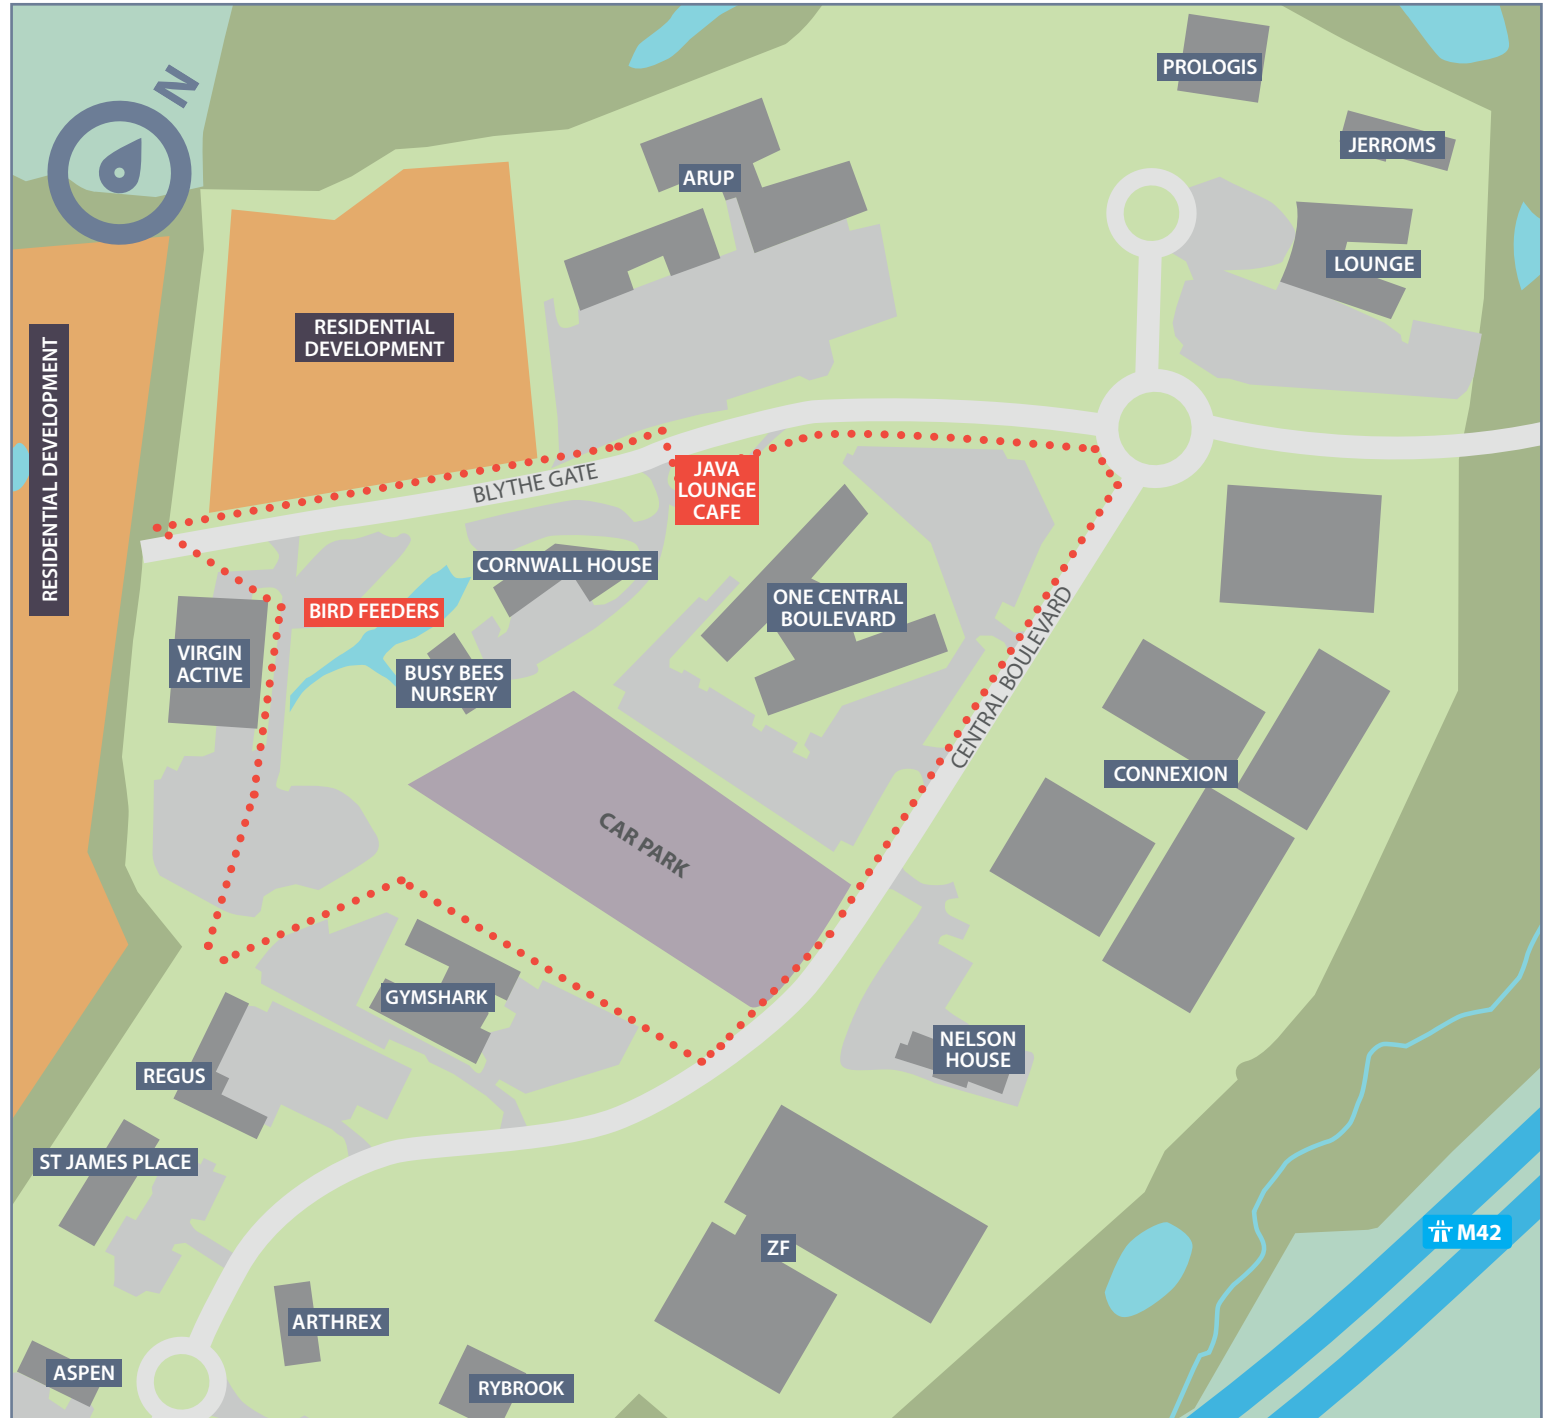 N
PROLOGIS
JERROMS
ARUP
LOUNGE
RESIDENTIAL
DEVELOPMENT
RESIDENTIAL DEVELOPMENT
BLYTHE GATE
JAVA
LOUNGE
CAFE
CORNWALL HOUSE
BIRD FEEDERS
ONE CENTRAL
BOULEVARD
VIRGIN
ACTIVE
BUSY BEES
NURSERY
CENTRAL BOULEVARD
CONNEXION
CAR PARK
GYMSHARK
NELSON
HOUSE
REGUS
ST JAMES PLACE
M42
ZF
ARTHREX
ASPEN
RYBROOK